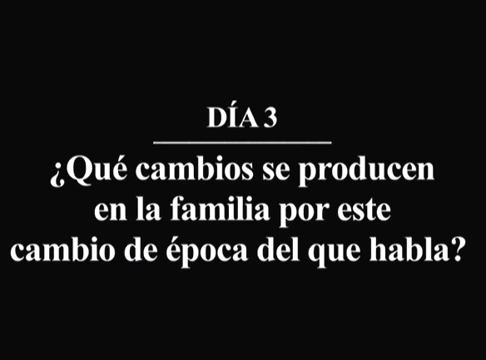 DÍA 3
¿Qué cambios se producen
en la familia por este
cambio de época del que habla?